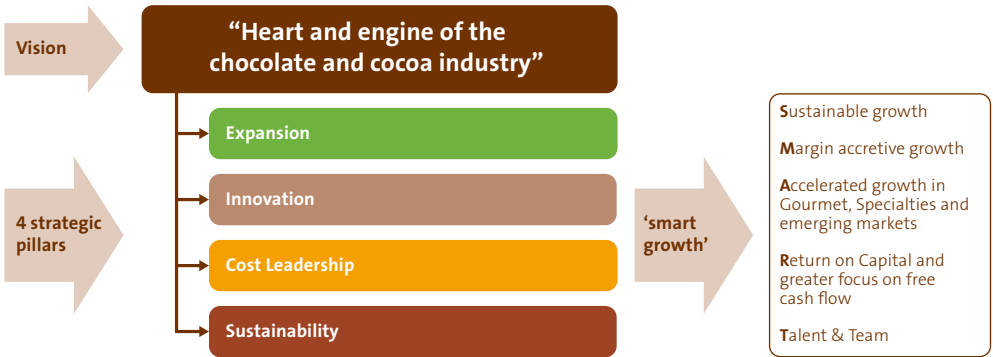 Vision
“Heart and engine of the
chocolate and cocoa industry”
4 strategic
pillars
Expansion
Innovation
Cost Leadership
Sustainability
‘smart
growth’
Sustainable growth
Margin accretive growth
Accelerated growth in
Gourmet, Specialties and
emerging markets
Return on Capital and
greater focus on free
cash flow
Talent & Team